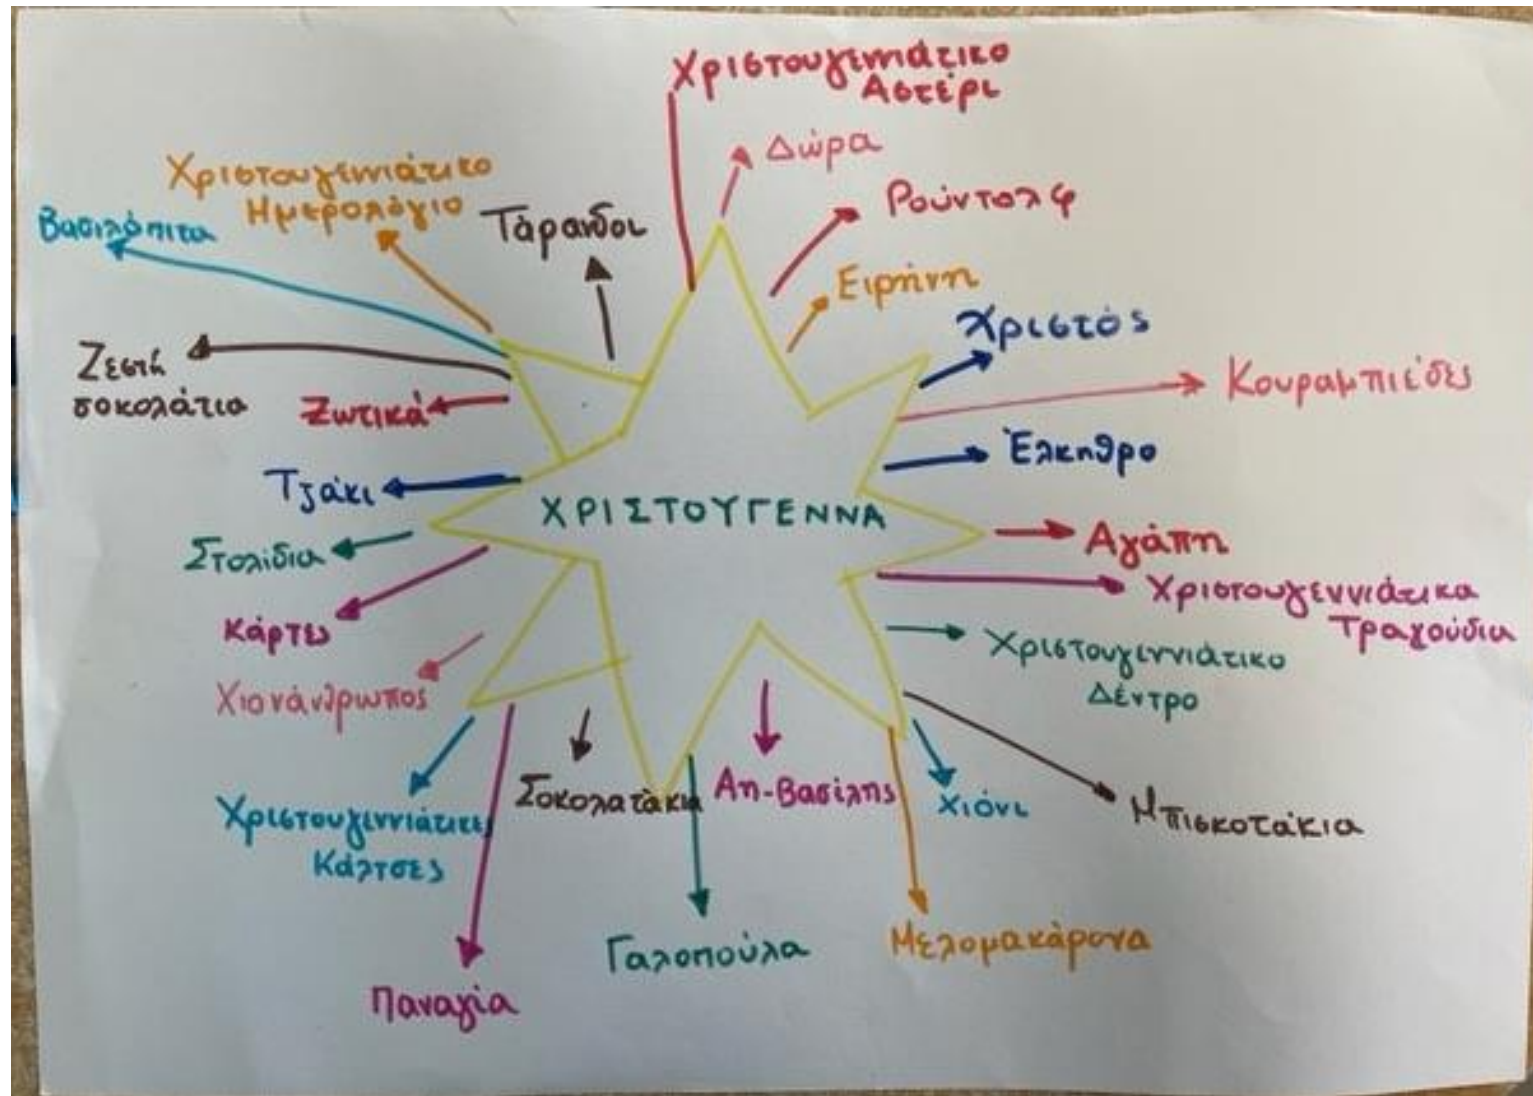 Χριστουγεννιάτικο
Αστέρι
Δώρα
Ρούντολφ
Ειρήνη
Χριστός
Κουραμπιέδες
Έλκηθρο
Αγάπη
Χριστουγεννιάτικα
Τραγούδια
Χριστουγεννιάτικο
Δέντρο
Μπισκοτάκια
Χιόνι
Μελομακάρονα
Αη-Βασίλης
Γαλοπούλα
Σοκολατάκια
Παναγία
Χριστουγεννιάτικες
Κάλτσες
Χιονάνθρωπος
Κάρτες
Στολίδια
Τζάκι
Ξωτικά
Ζεστή
σοκολάτα
Βασιλόπιτα
Χριστουγεννιάτικο
Ημερολόγιο
Τάρανδοι
ΧΡΙΣΤΟΥΓΕΝΝΑ